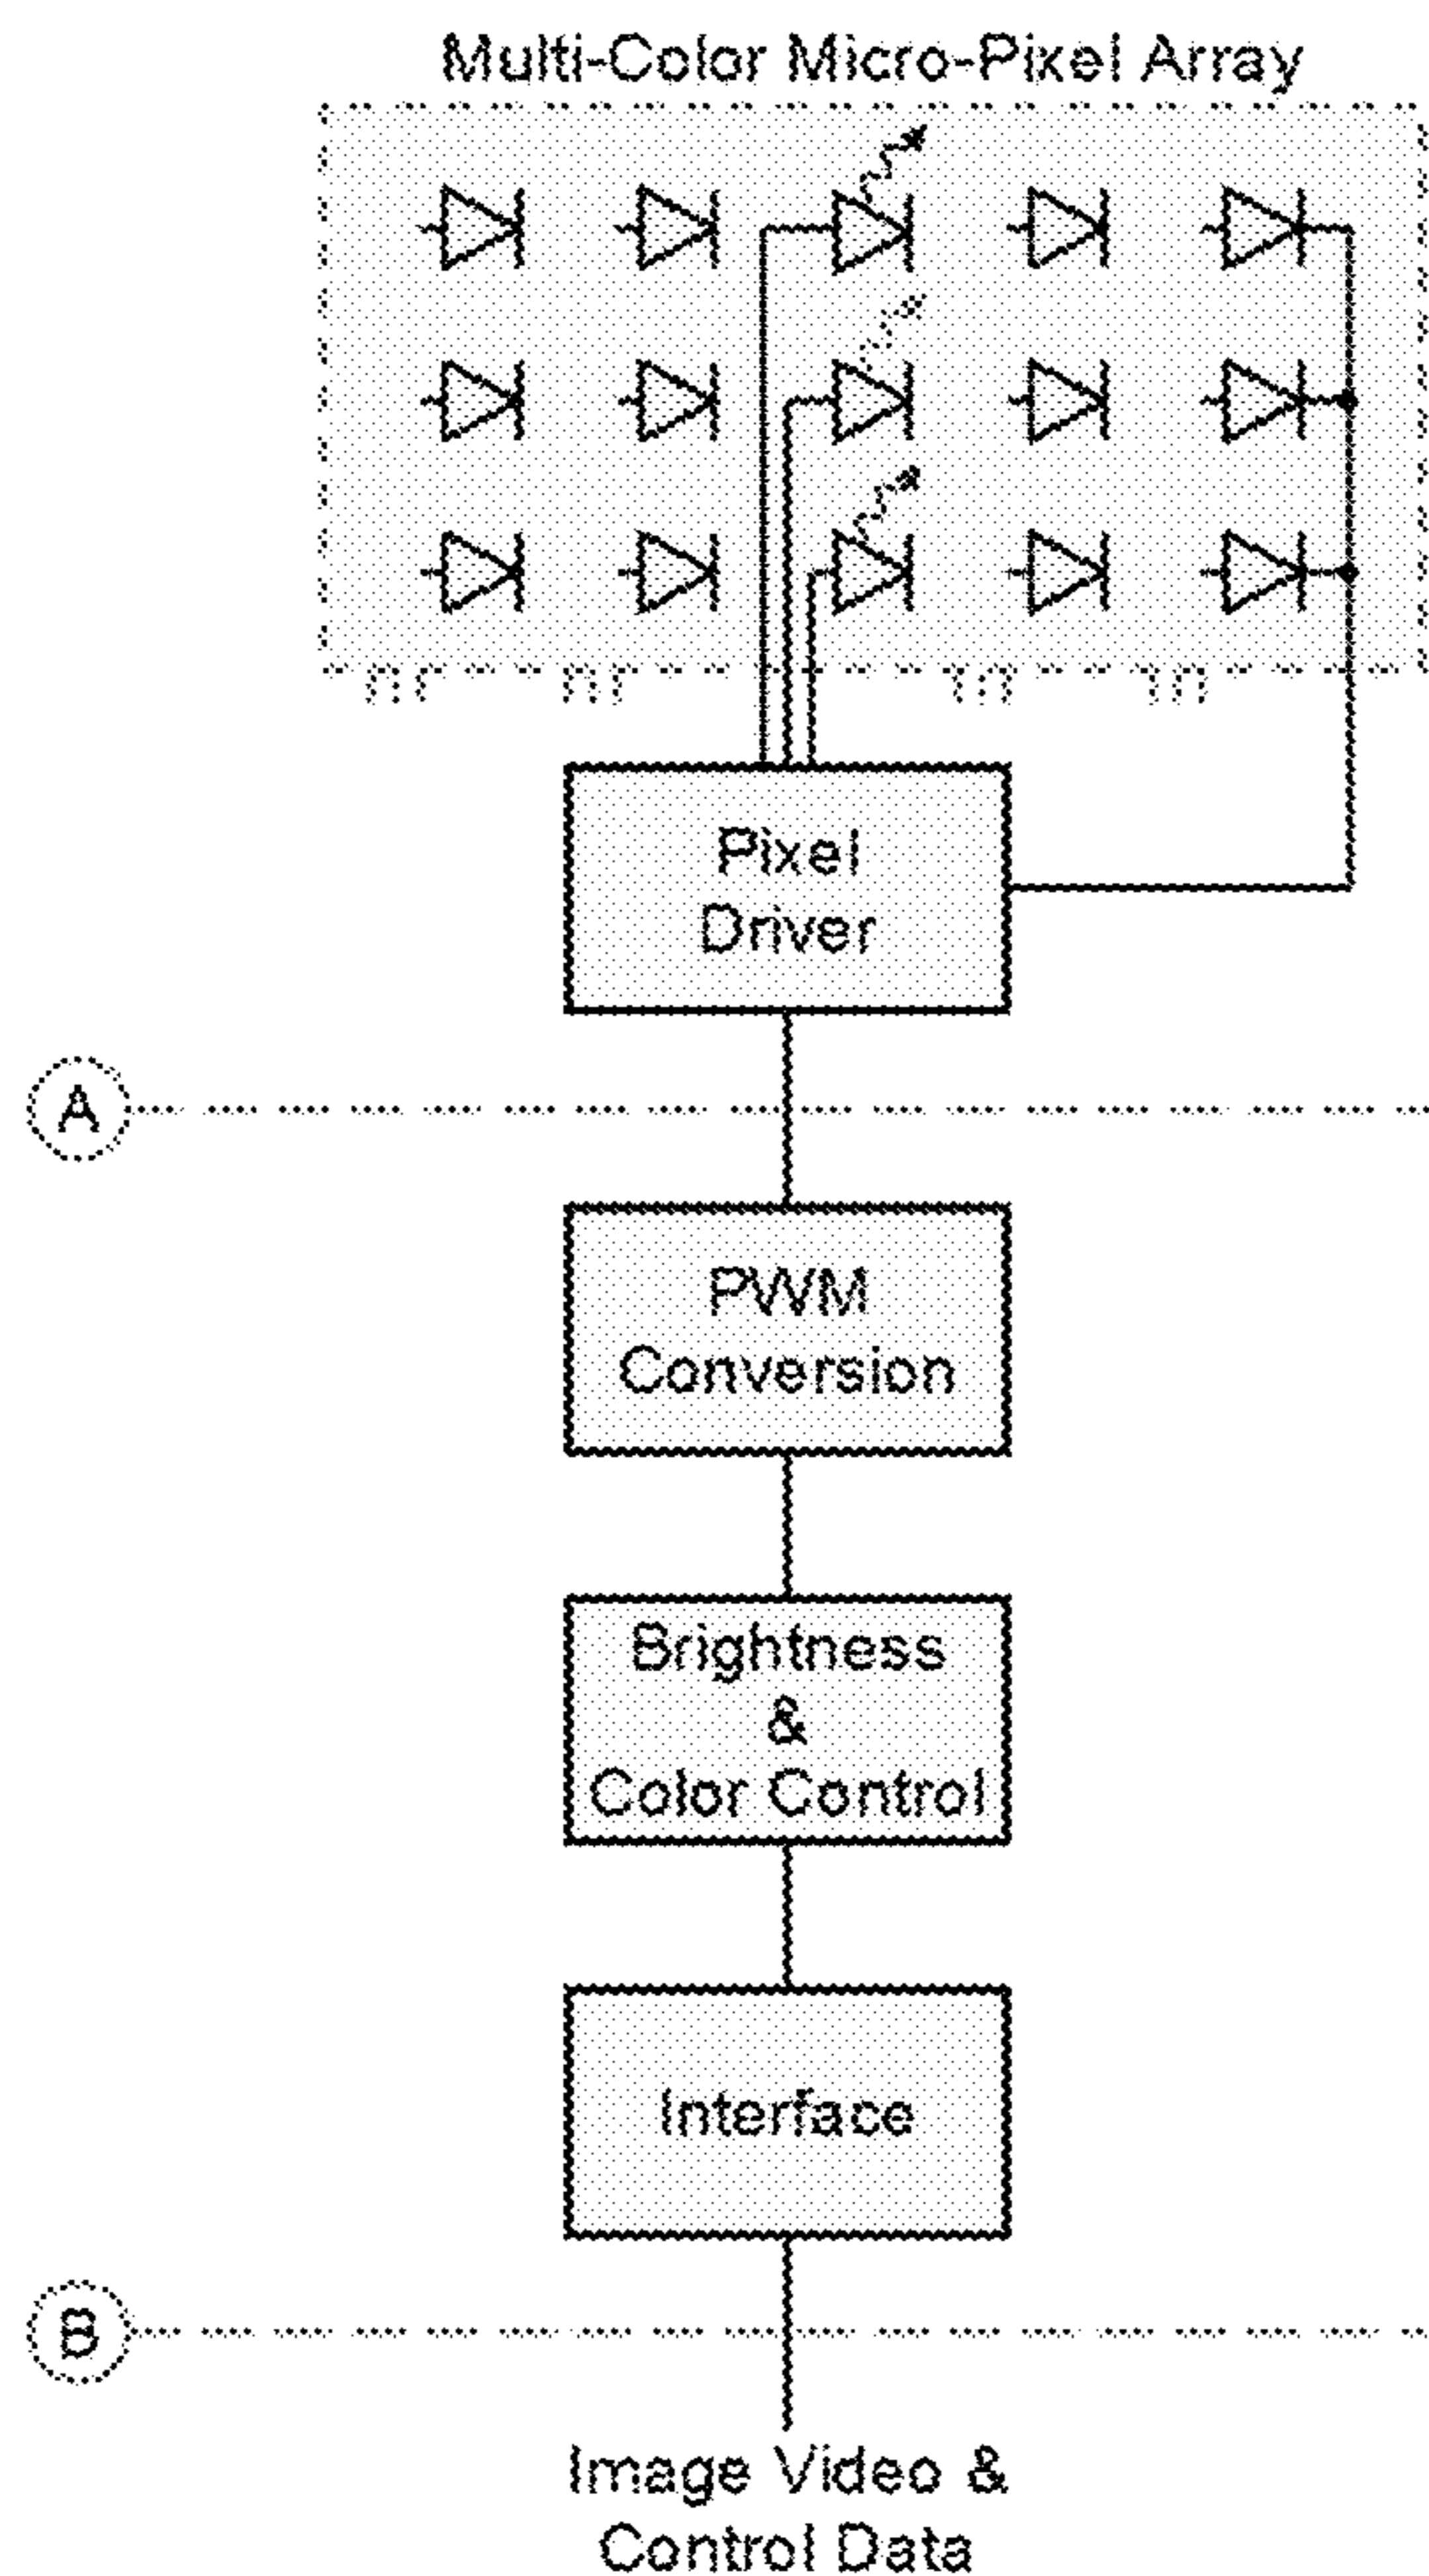 Multi-Color Micro-Pixel Array
Pixel
Driver
A
PWM
Conversion
Brightness
&
Color Control
Interface
B
Image Video &
Control Data